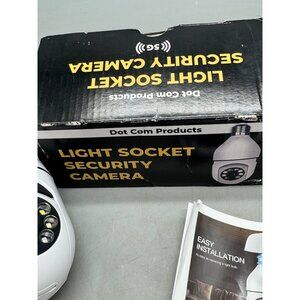 Dot Com Products
LIGHT SOCKET
SECURITY CAMERA
5G
Dot Com Products
LIGHT SOCKET
SECURITY
CAMERA
EASY
INSTALLATION